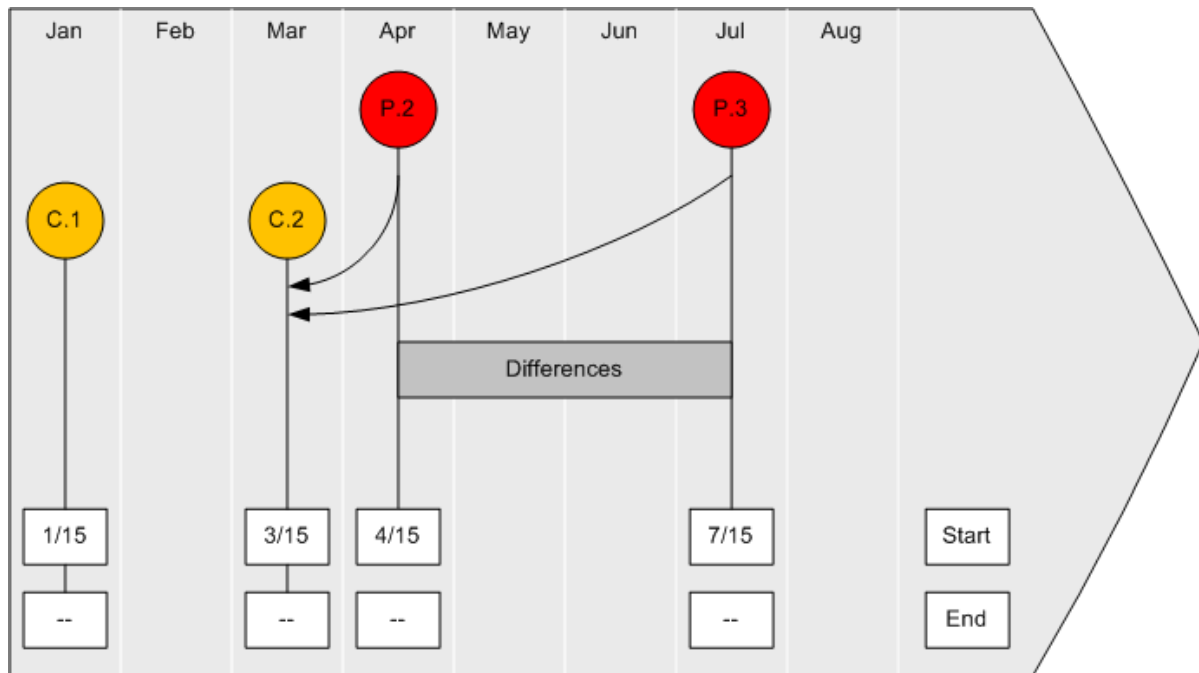 Jan Feb Mar Apr May Jun Jul Aug
P.2 P.3
C.1 C.2
Differences
1/15 3/15 4/15 7/15 Start
-- -- -- -- End